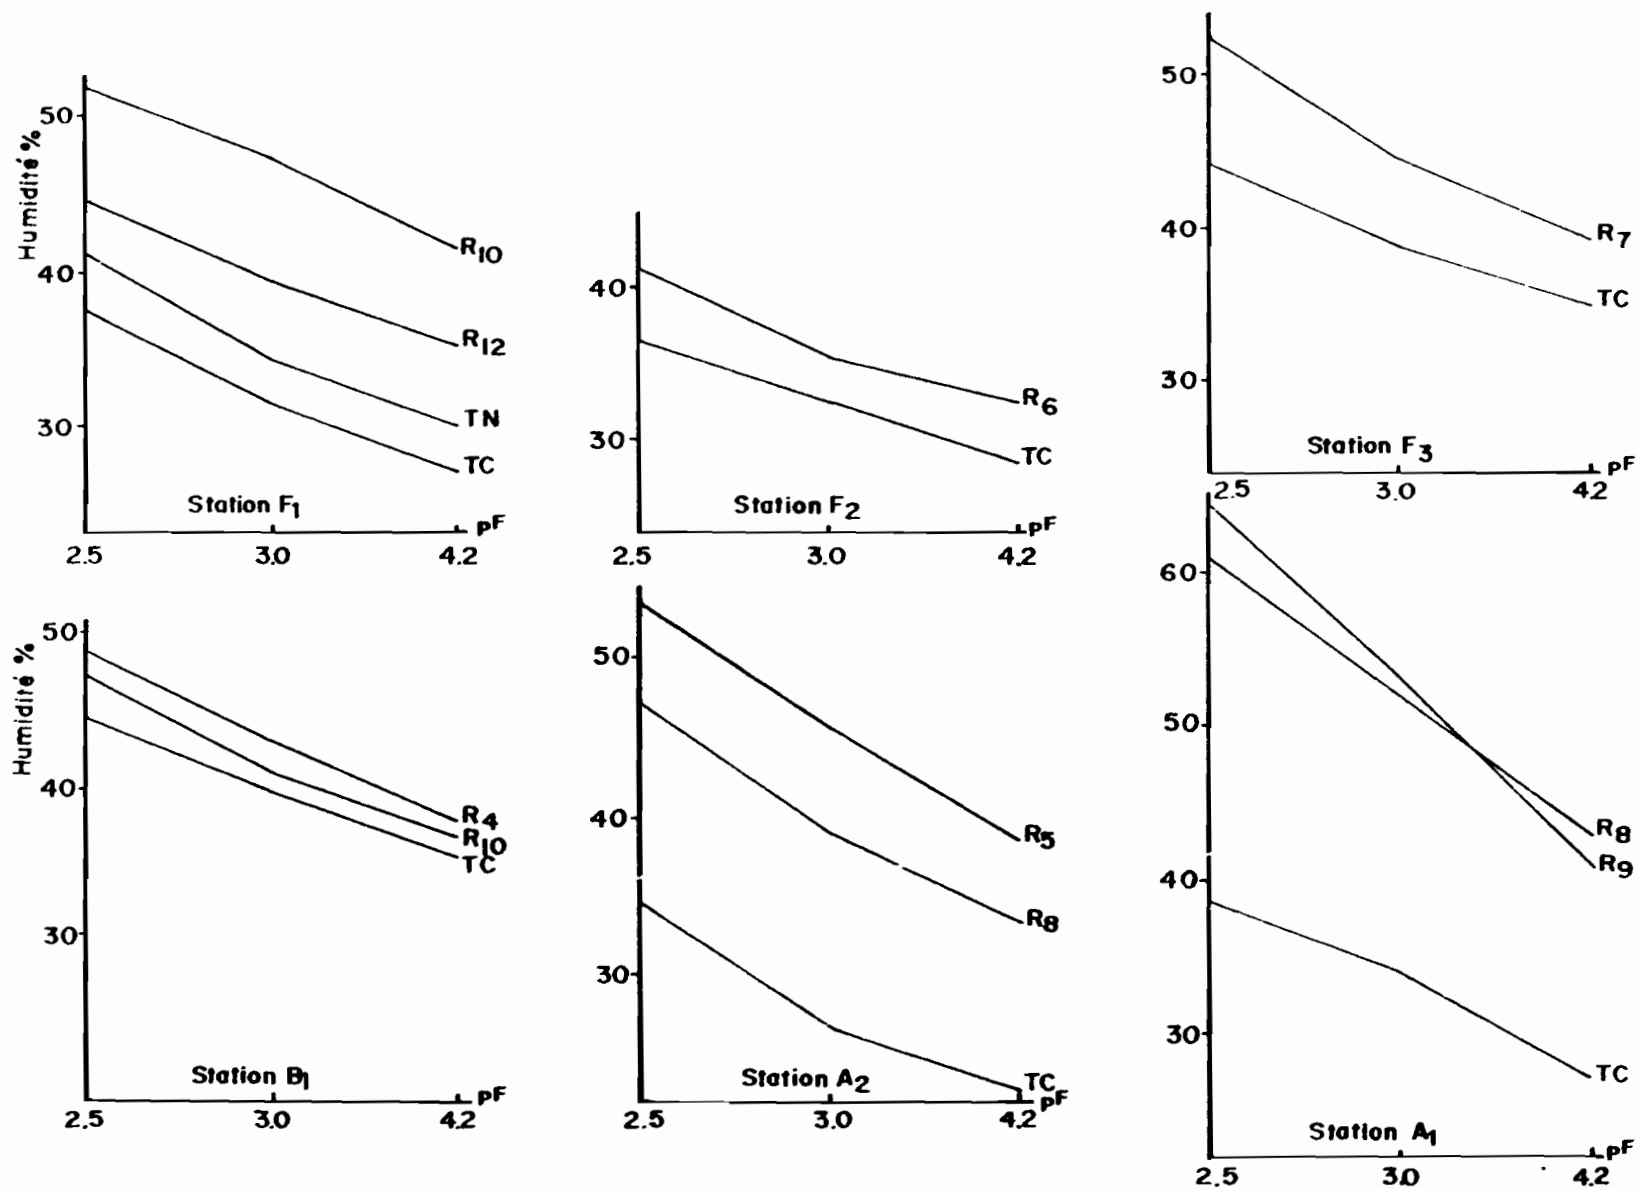 Humidité %
50
40
30
R10
R12
TN
TC
Station F1
pF
2.5 3.0 4.2
40
30
R6
TC
Station F2
pF
2.5 3.0 4.2
50
40
30
R7
TC
Station F3
pF
2.5 3.0 4.2
Humidité %
50
40
30
R4
R10
TC
Station B1
pF
2.5 3.0 4.2
50
40
30
R5
R8
TC
Station A2
pF
2.5 3.0 4.2
60
50
40
30
R8
R9
TC
Station A1
pF
2.5 3.0 4.2